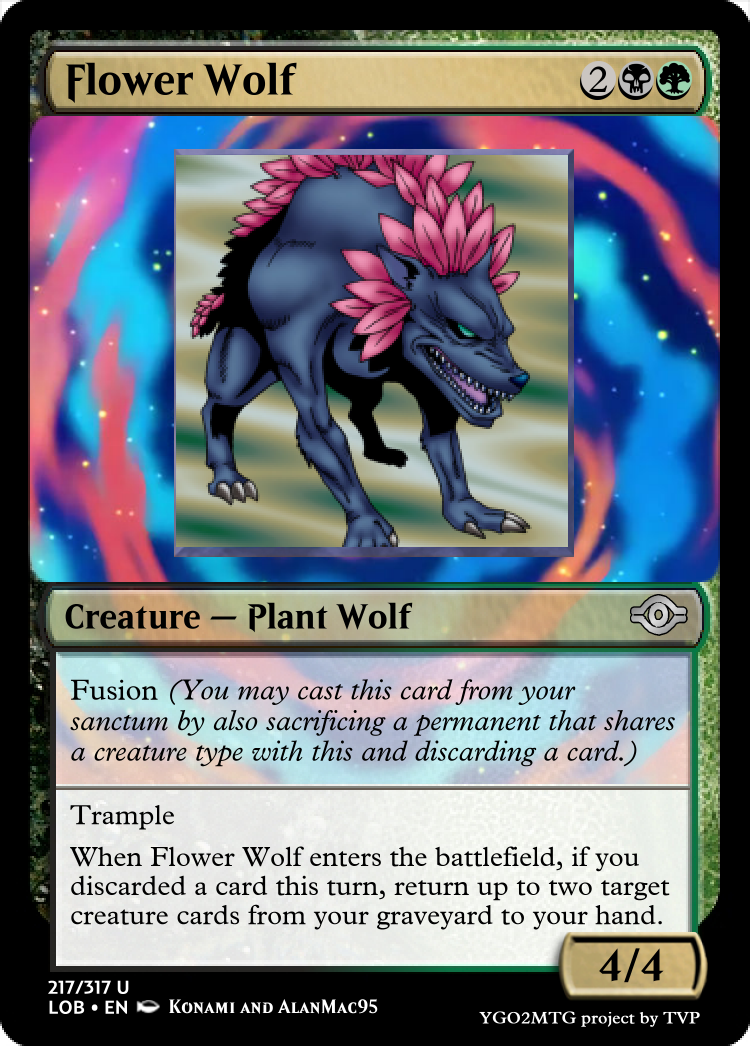 Flower Wolf 2
Creature — Plant Wolf
Fusion (You may cast this card from your
sanctum by also sacrificing a permanent that shares
a creature type with this and discarding a card.)
Trample
When Flower Wolf enters the battlefield, if you
discarded a card this turn, return up to two target
creature cards from your graveyard to your hand.
4/4
217/317 U
LOB • EN KONAMI AND ALANMAC95
YGO2MTG project by TVP